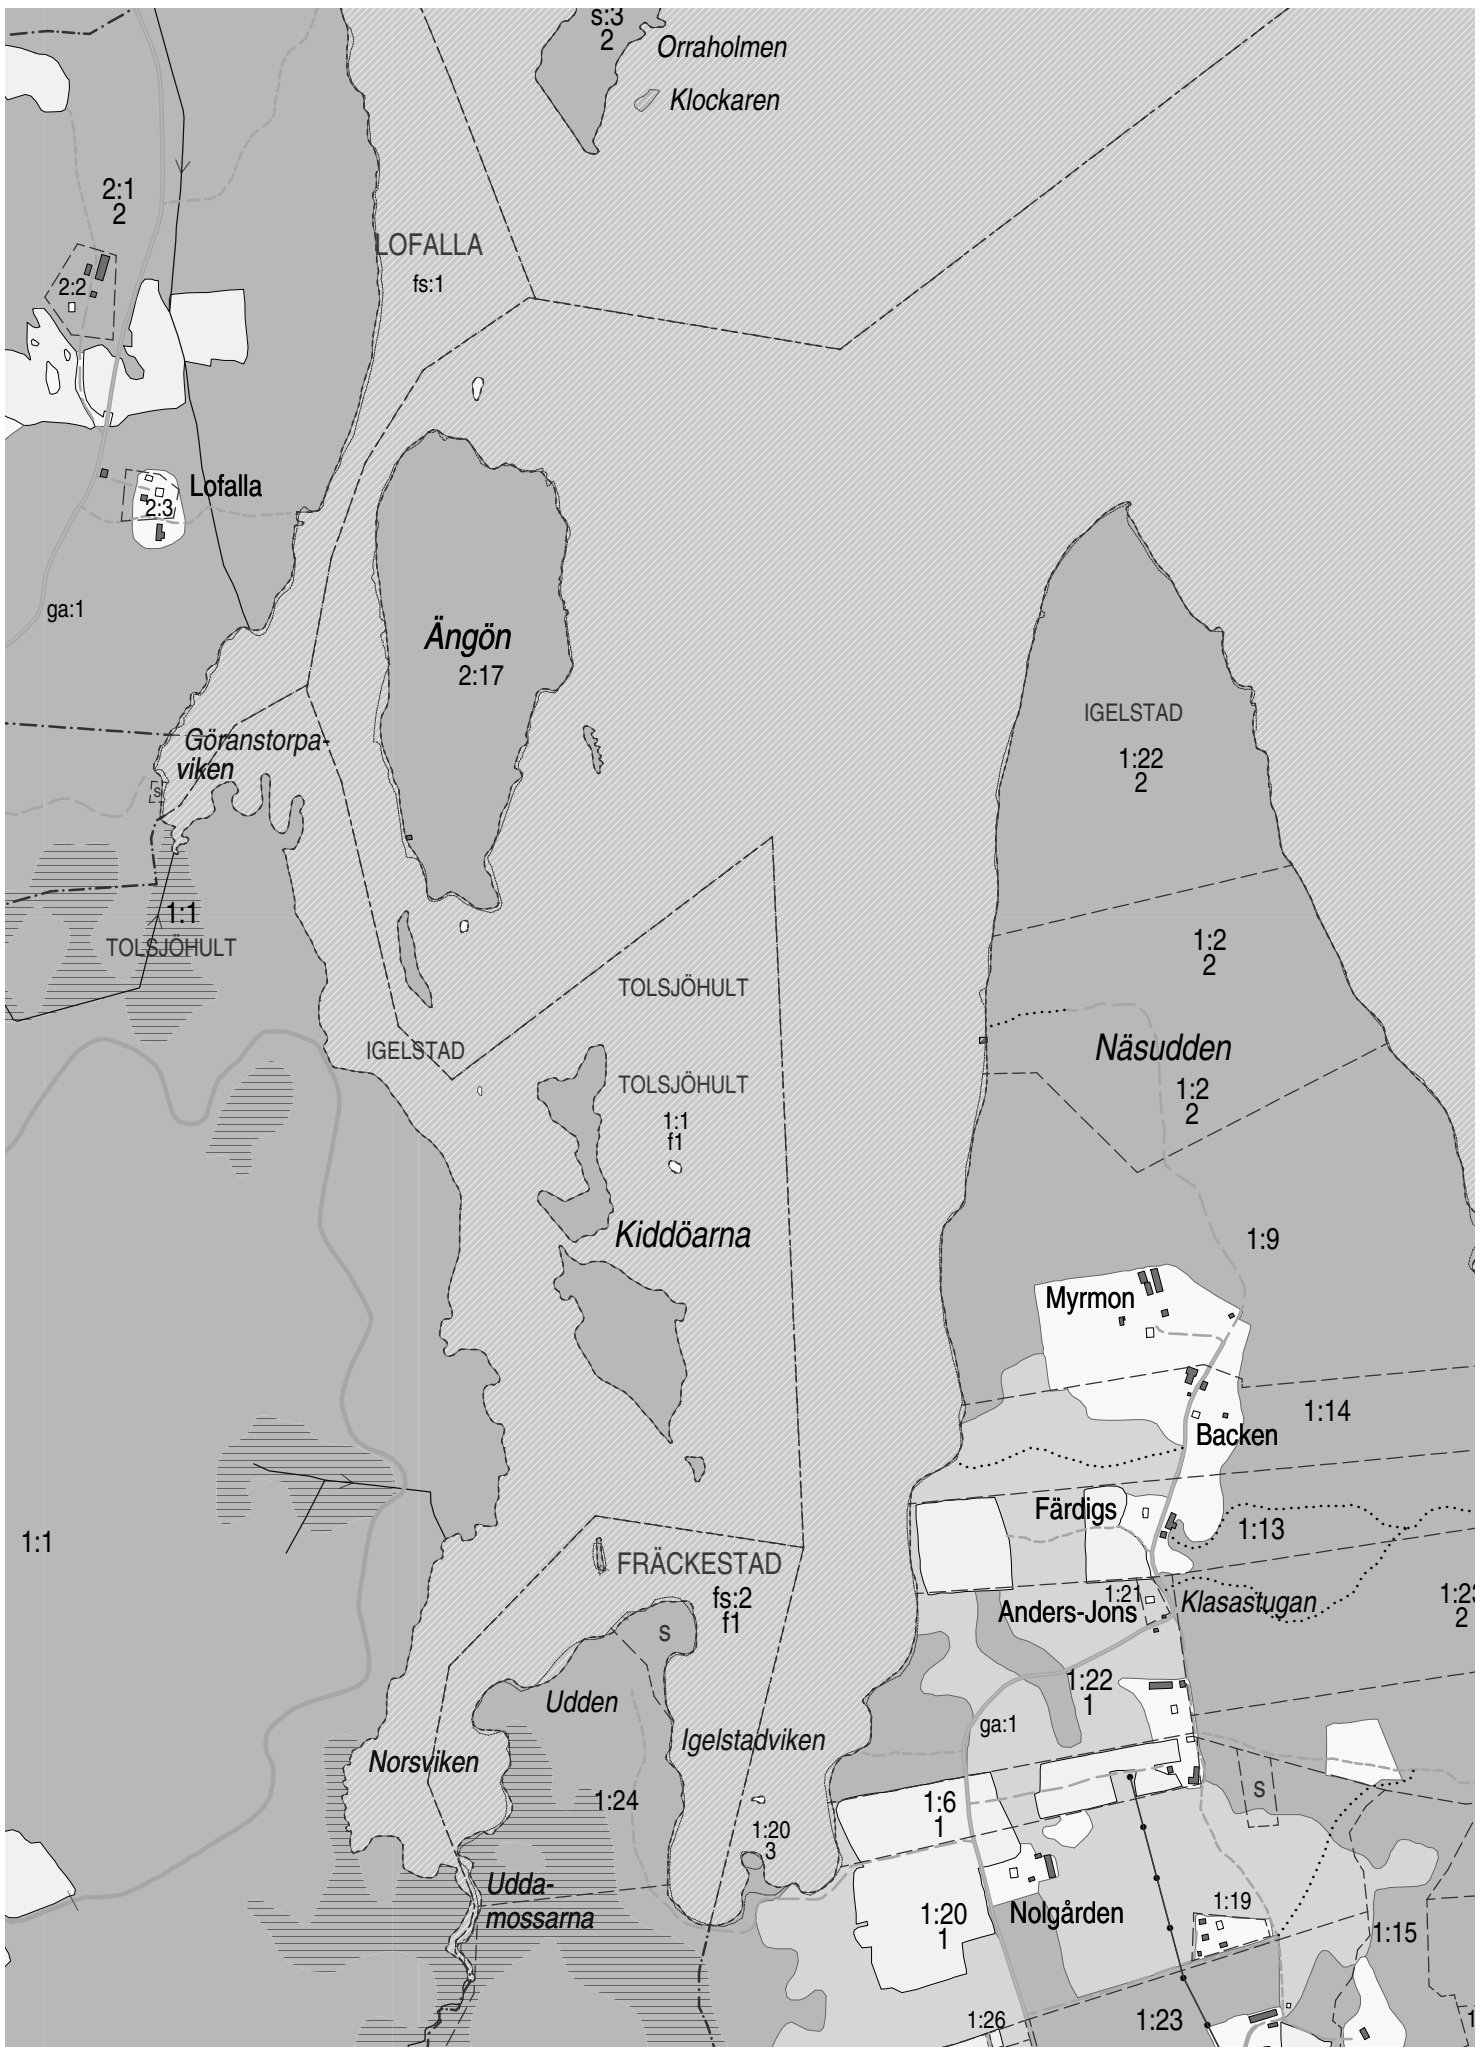 s:3
2
Orraholmen
Klockaren
2:1
2
LOFALLA
fs:1
2:2
Lofalla
2:3
ga:1
Ängön
2:17
IGELSTAD
1:22
2
Göranstorpa-
viken
s
1:1
TOLSJÖHULT
1:2
2
TOLSJÖHULT
IGELSTAD
Näsudden
TOLSJÖHULT
1:2
2
1:1
f1
Kiddöarna
1:9
Myrmon
1:14
Backen
Färdigs
1:13
1:1
FRÄCKESTAD
fs:2
f1
1:21
Anders-Jons
Klasastugan
1:23
2
s
1:22
1
Udden
ga:1
Igelstadviken
Norsviken
s
1:24
1:6
1
1:20
3
Udda-
mossarna
1:20
1
Nolgården
1:19
1:15
1:26
1:23